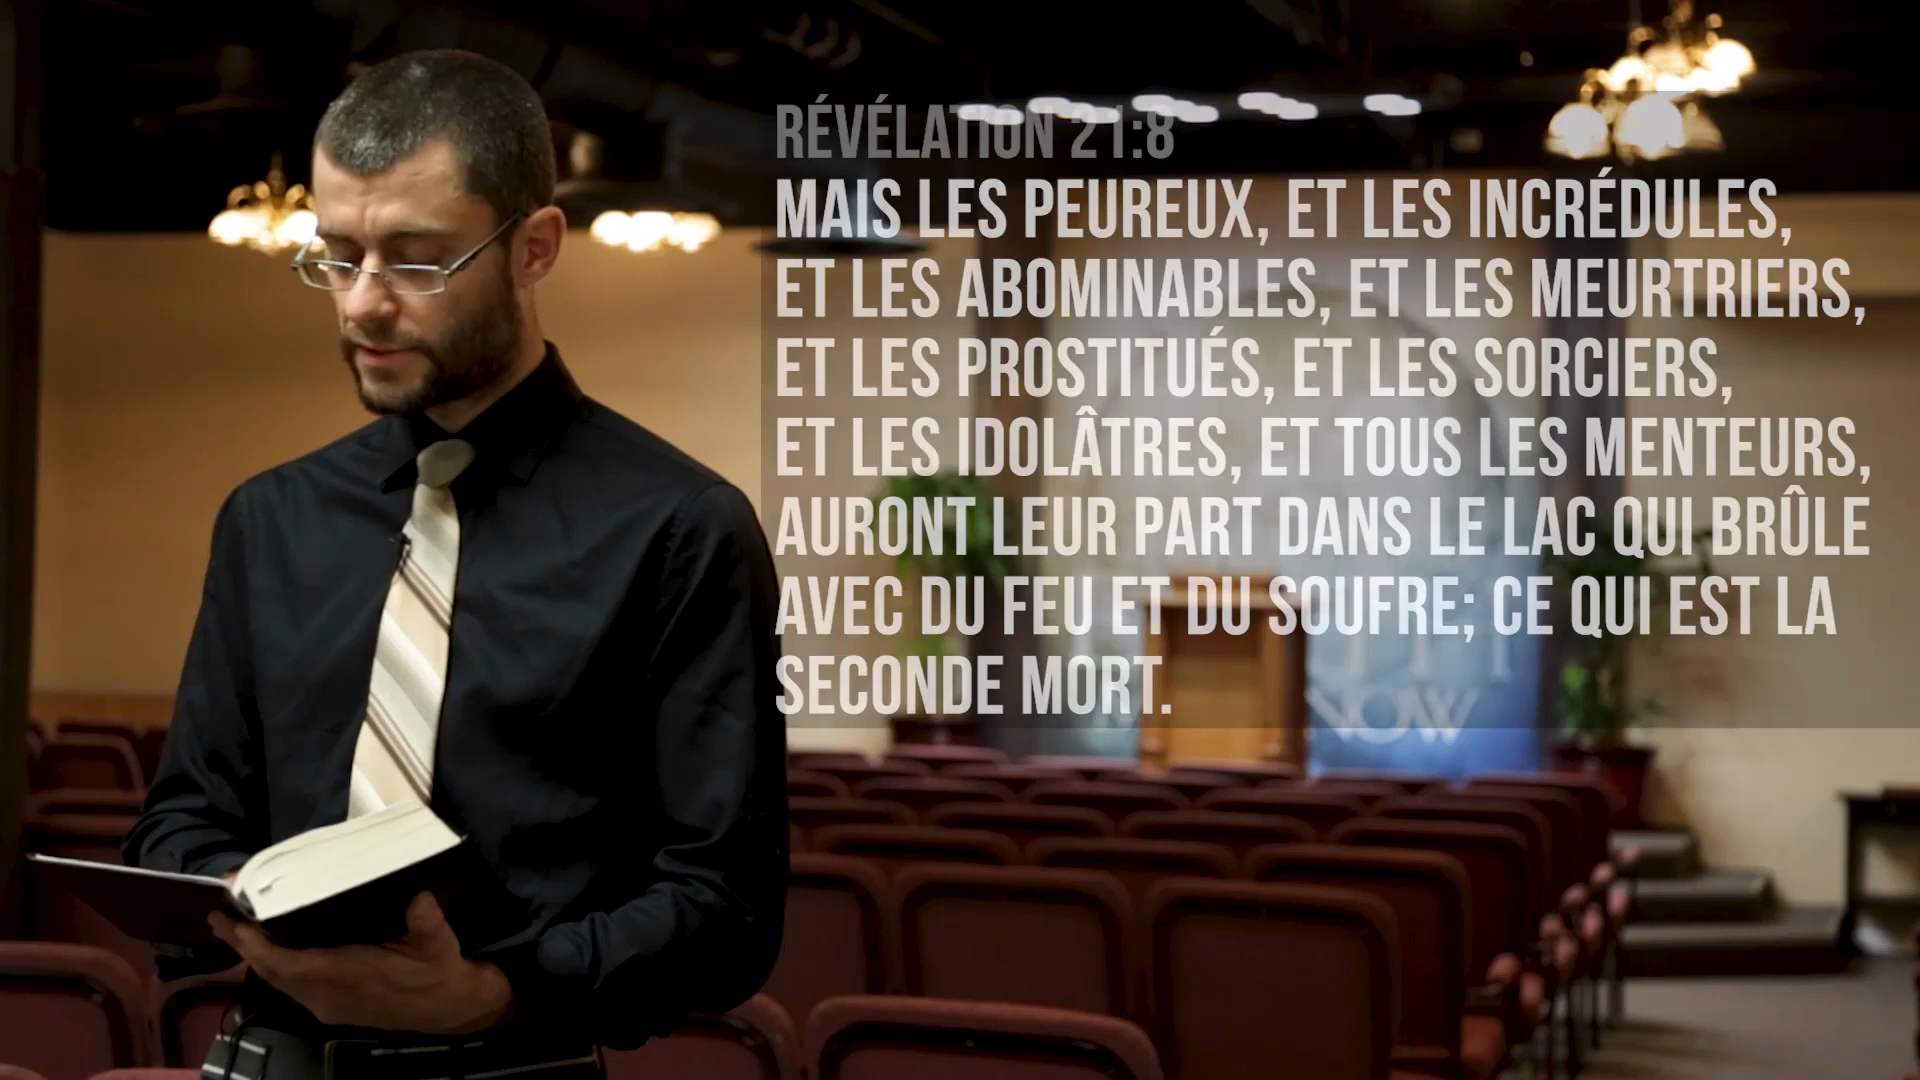 RÉVÉLATION 21:8
MAIS LES PEUREUX, ET LES INCRÉDULES,
ET LES ABOMINABLES, ET LES MEURTRIERS,
ET LES PROSTITUÉS, ET LES SORCIERS,
ET LES IDOLÂTRES, ET TOUS LES MENTEURS,
AURONT LEUR PART DANS LE LAC QUI BRÛLE
AVEC DU FEU ET DU SOUFRE; CE QUI EST LA
SECONDE MORT.
NOW